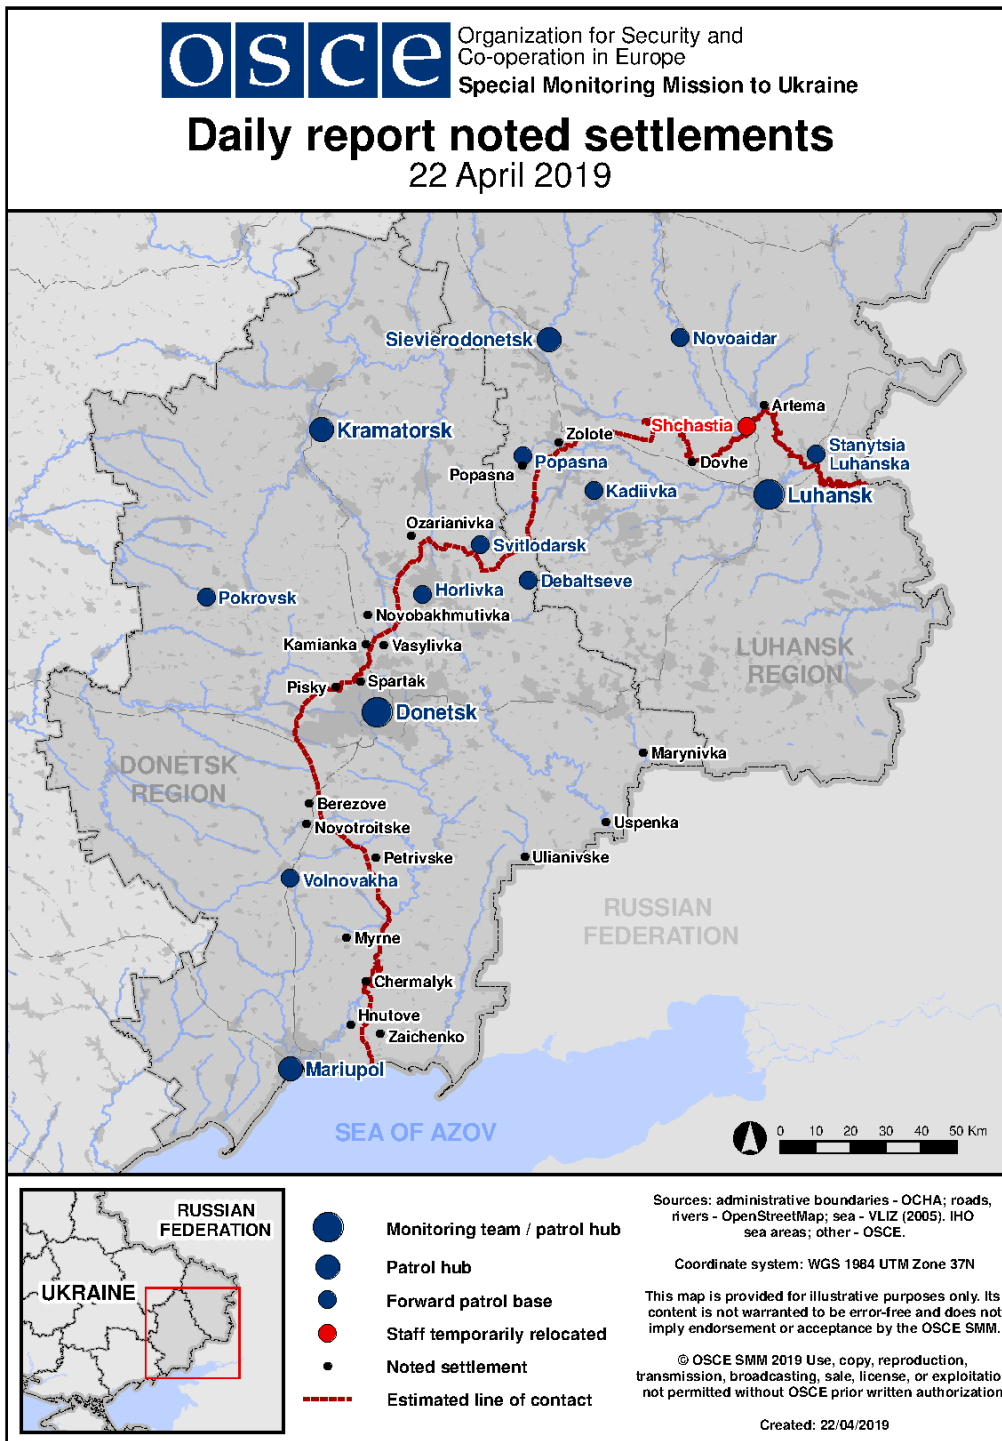 osce
Organization for Security and
Co-operation in Europe
Special Monitoring Mission to Ukraine
Daily report noted settlements
22 April 2019
Sievierodonetsk
Novoaidar
Artema
Kramatorsk
Shchastia
Zolote
Stanytsia
Luhanska
Popasna
Popasna
Dovhe
Kadiivka
Luhansk
Ozarianivka
Svitlodarsk
Debaltseve
Horlivka
Pokrovsk
Novobakhmutivka
Kamianka
Vasylivka
LUHANSK
REGION
Spartak
Pisky
Donetsk
Marynivka
DONETSK
REGION
Berezove
Novotroitske
Uspenka
Petrivske
Ulianivske
Volnovakha
RUSSIAN
FEDERATION
Myrne
Chermalyk
Hnutove
Zaichenko
Mariupol
SEA OF AZOV
0 10 20 30 40 50 Km
RUSSIAN
FEDERATION
UKRAINE
Monitoring team / patrol hub
Patrol hub
Forward patrol base
Staff temporarily relocated
Noted settlement
Estimated line of contact
Sources: administrative boundaries - OCHA; roads,
rivers - OpenStreetMap; sea - VLIZ (2005). IHO
sea areas; other - OSCE.
Coordinate system: WGS 1984 UTM Zone 37N
This map is provided for illustrative purposes only. Its
content is not warranted to be error-free and does not
imply endorsement or acceptance by the OSCE SMM.
© OSCE SMM 2019 Use, copy, reproduction,
transmission, broadcasting, sale, license, or exploitatio
not permitted without OSCE prior written authorization
Created: 22/04/2019